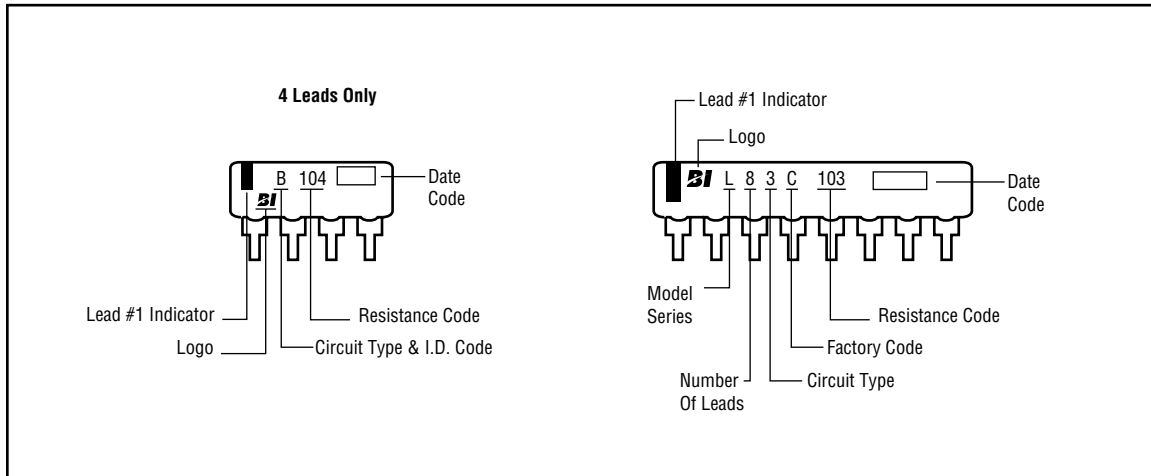 4 Leads Only
B 104
BI
Date
Code
Lead #1 Indicator
Logo
Resistance Code
Circuit Type & I.D. Code
Lead #1 Indicator
Logo
BI L 8 3 C 103
Date
Code
Model
Series
Resistance Code
Factory Code
Number
Of Leads
Circuit Type